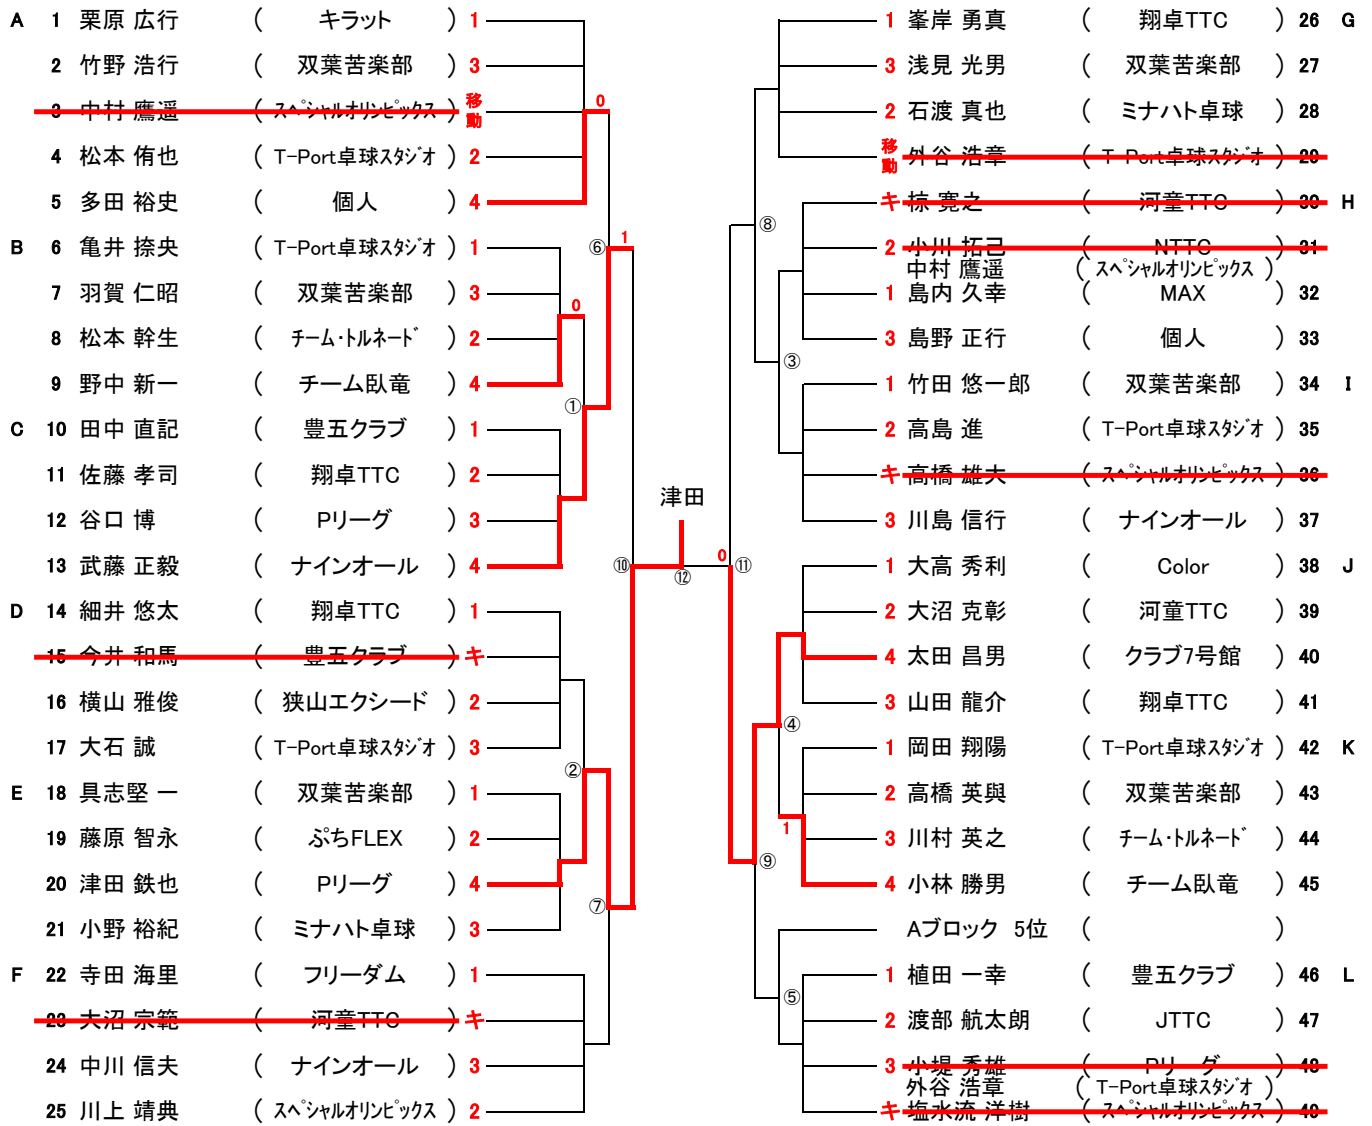 A 1 栗原 広行 ( キラット ) 1
2 竹野 浩行 ( 双葉苦楽部 ) 3
3 中村 鷹遥 ( スペシャルオリンピックス ) 移動
4 松本 侑也 ( T-Port卓球スタジオ ) 2
5 多田 裕史 ( 個人 ) 4
B 6 亀井 捺央 ( T-Port卓球スタジオ ) 1
7 羽賀 仁昭 ( 双葉苦楽部 ) 3
8 松本 幹生 ( チーム・トルネード ) 2
9 野中 新一 ( チーム臥竜 ) 4
C 10 田中 直記 ( 豊五クラブ ) 1
11 佐藤 孝司 ( 翔卓TTC ) 2
12 谷口 博 ( Pリーグ ) 3
13 武藤 正毅 ( ナインオール ) 4
D 14 細井 悠太 ( 翔卓TTC ) 1
15 今井 和馬 ( 豊五クラブ ) キ
16 横山 雅俊 ( 狭山エクシード ) 2
17 大石 誠 ( T-Port卓球スタジオ ) 3
E 18 具志堅 一 ( 双葉苦楽部 ) 1
19 藤原 智永 ( ぷちFLEX ) 2
20 津田 鉄也 ( Pリーグ ) 4
21 小野 裕紀 ( ミナハト卓球 ) 3
F 22 寺田 海里 ( フリーダム ) 1
23 大沼 宗範 ( 河童TTC ) キ
24 中川 信夫 ( ナインオール ) 3
25 川上 靖典 ( スペシャルオリンピックス ) 2
0
⑥ 1
0
①
⑩
②
⑦
津田
⑫
0 ⑪
⑧
③
④
1
⑨
⑤
1 峯岸 勇真 ( 翔卓TTC ) 26 G
3 浅見 光男 ( 双葉苦楽部 ) 27
2 石渡 真也 ( ミナハト卓球 ) 28
移動 外谷 浩章 ( T-Port卓球スタジオ ) 29
キ 椋 寛之 ( 河童TTC ) 30 H
2 小川 拓己 ( NTTC ) 31
中村 鷹遥 ( スペシャルオリンピックス )
1 島内 久幸 ( MAX ) 32
3 島野 正行 ( 個人 ) 33
1 竹田 悠一郎 ( 双葉苦楽部 ) 34 I
2 高島 進 ( T-Port卓球スタジオ ) 35
キ 高橋 雄大 ( スペシャルオリンピックス ) 36
3 川島 信行 ( ナインオール ) 37
1 大高 秀利 ( Color ) 38 J
2 大沼 克彰 ( 河童TTC ) 39
4 太田 昌男 ( クラブ7号館 ) 40
3 山田 龍介 ( 翔卓TTC ) 41
1 岡田 翔陽 ( T-Port卓球スタジオ ) 42 K
2 高橋 英與 ( 双葉苦楽部 ) 43
3 川村 英之 ( チーム・トルネード ) 44
4 小林 勝男 ( チーム臥竜 ) 45
Aブロック 5位 ( )
1 植田 一幸 ( 豊五クラブ ) 46 L
2 渡部 航太朗 ( JTTC ) 47
3 小堤 秀雄 ( Pリーグ ) 48
外谷 浩章 ( T-Port卓球スタジオ )
キ 塩水流 洋樹 ( スペシャルオリンピックス ) 49